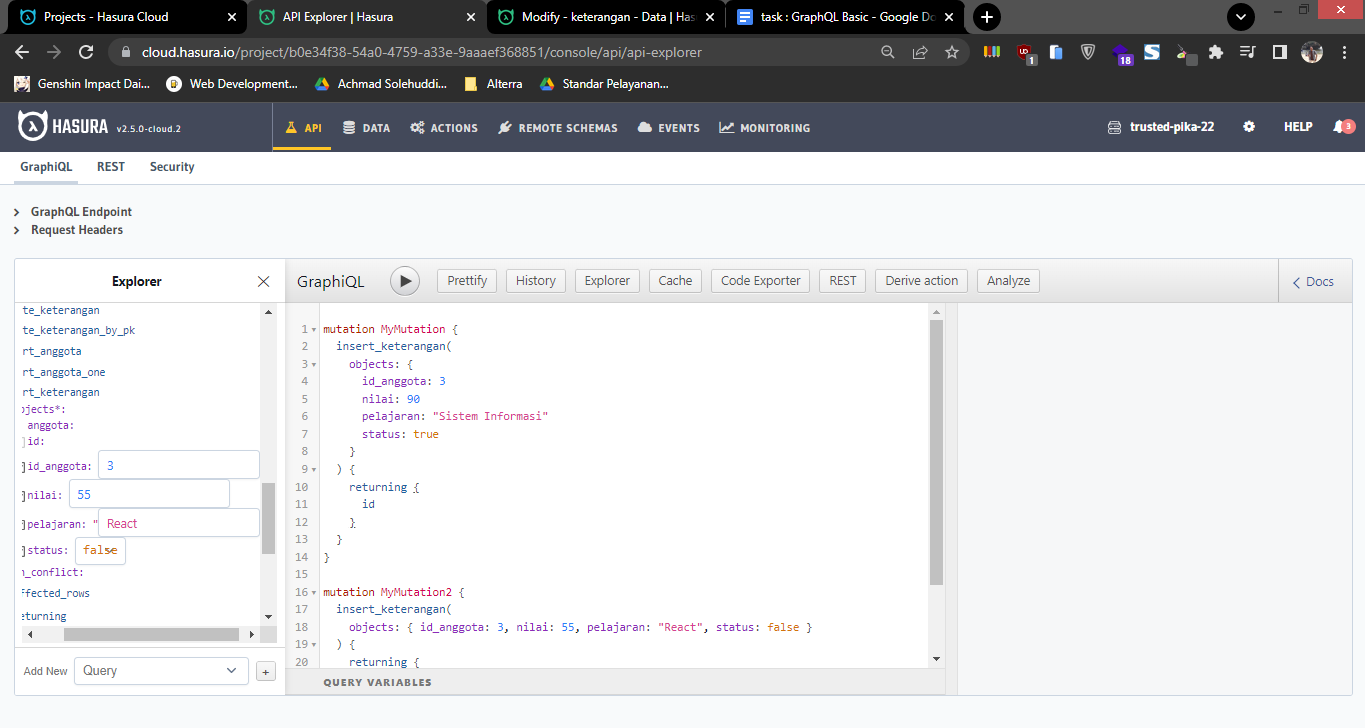 Projects - Hasura Cloud
API Explorer | Hasura
Modify - keterangan - Data | Has
task : GraphQL Basic - Google Do
cloud.hasura.io/project/b0e34f38-54a0-4759-a33e-9aaaef368851/console/api/api-explorer
1
18
Genshin Impact Dai...
Web Development...
Achmad Solehuddi...
Alterra
Standar Pelayanan...
HASURA v2.5.0-cloud.2
API
DATA
ACTIONS
REMOTE SCHEMAS
EVENTS
MONITORING
trusted-pika-22
HELP
3
GraphiQL REST Security
GraphQL Endpoint
Request Headers
Explorer
GraphiQL
Prettify
History
Explorer
Cache
Code Exporter
REST
Derive action
Analyze
Docs
te_keterangan
te_keterangan_by_pk
rt_anggota
rt_anggota_one
rt_keterangan
bjects*:
anggota:
id:
id_anggota: 3
nilai: 55
pelajaran: " React
status: false
n_conflict:
ffected_rows
eturning
Add New Query +
1 mutation MyMutation {
2 insert_keterangan(
3 objects: {
4 id_anggota: 3
5 nilai: 90
6 pelajaran: "Sistem Informasi"
7 status: true
8 }
9 ) {
10 returning {
11 id
12 }
13 }
14 }
15
16 mutation MyMutation2 {
17 insert_keterangan(
18 objects: { id_anggota: 3, nilai: 55, pelajaran: "React", status: false }
19 ) {
20 returning {
QUERY VARIABLES